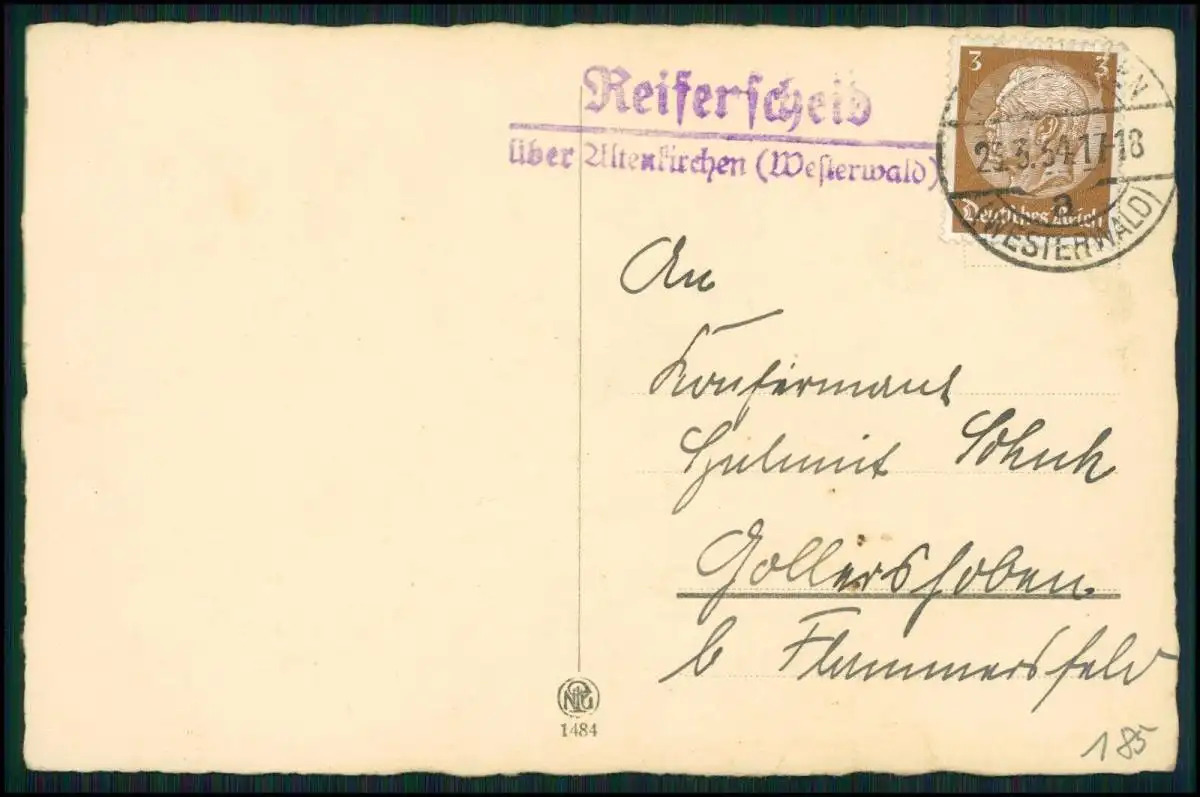 Reiferscheid
über Altenkirchen (Westerwald)
3 3
29.3.34.17-18
a
Deutsches Reich
(WESTERWALD)
An
Konfirmant
Helmut Schuh
Gollershoben.
b Flammersfeld
1484
185